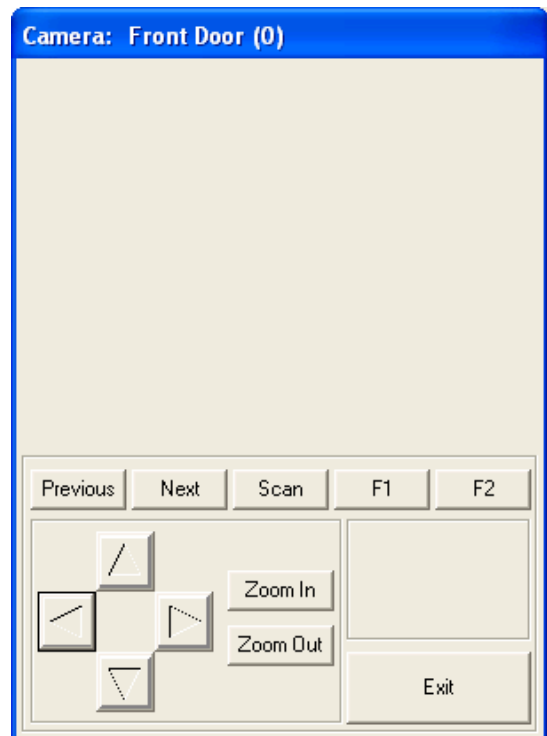 Camera:  Front Door (0)
Previous Next Scan F1 F2
Zoom In
Zoom Out
Exit